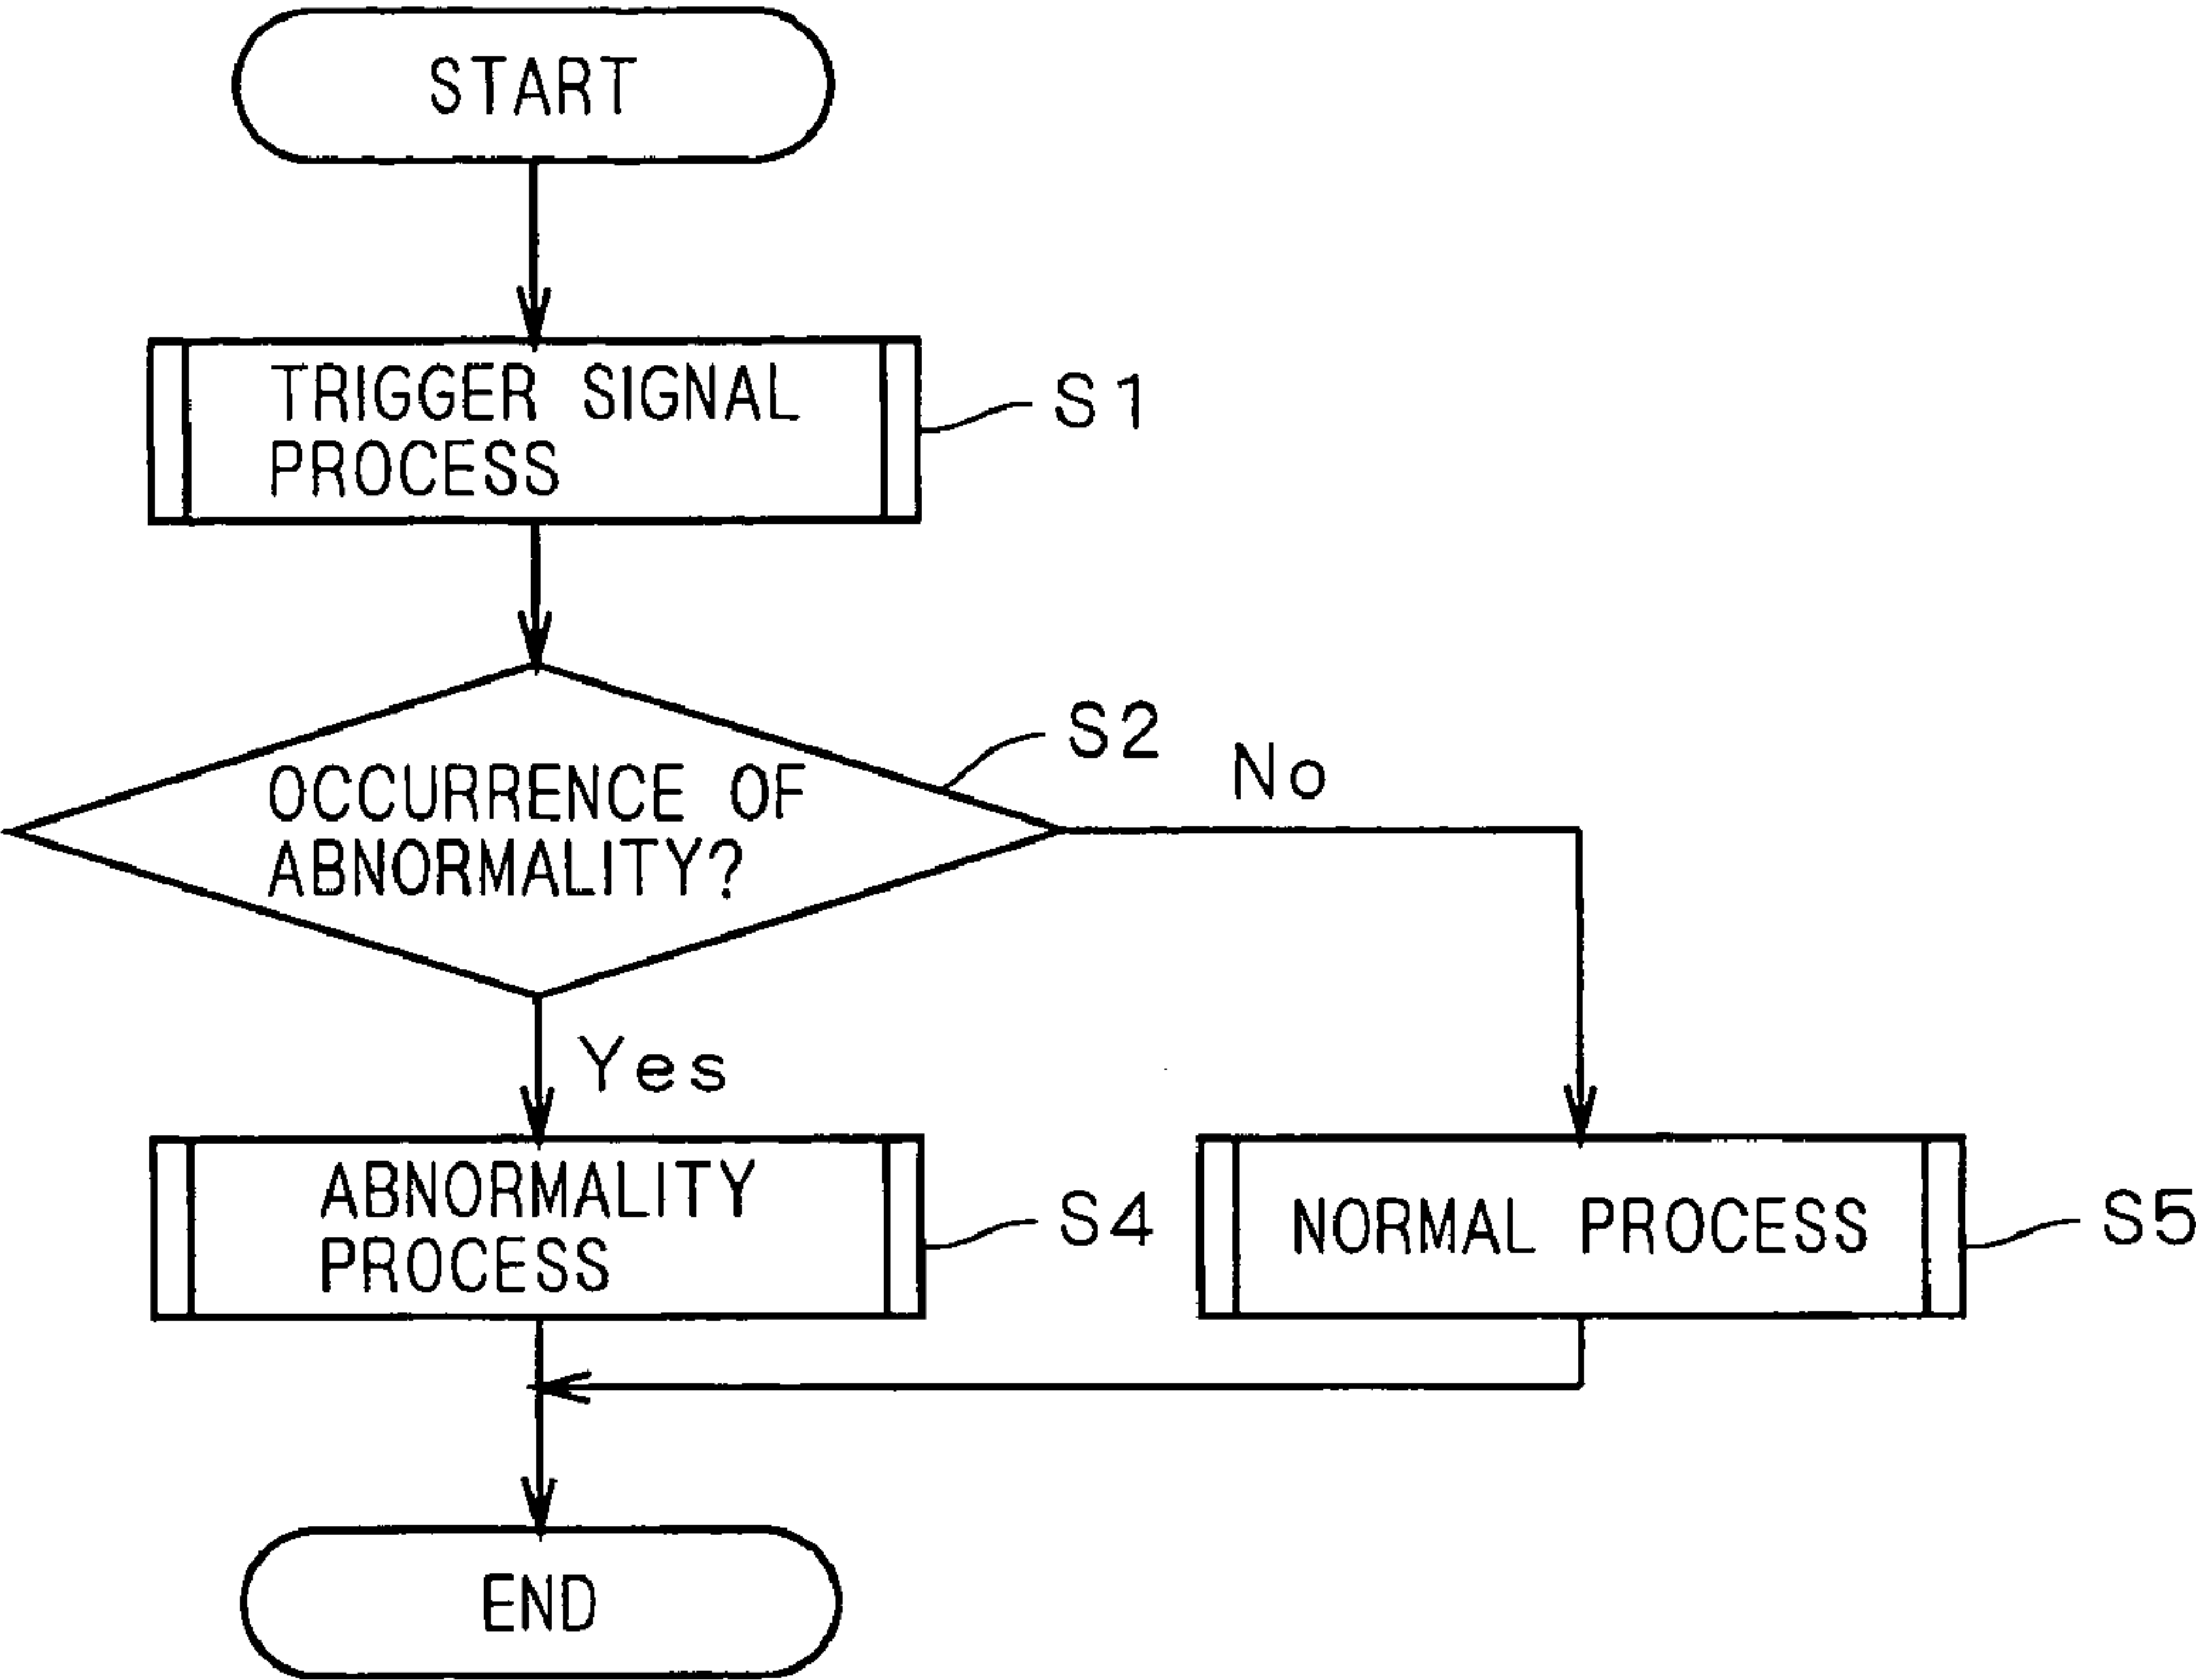 START
TRIGGER SIGNAL
PROCESS
S1
S2
OCCURRENCE OF
ABNORMALITY?
No
Yes
ABNORMALITY
PROCESS
S4
NORMAL PROCESS
S5
END